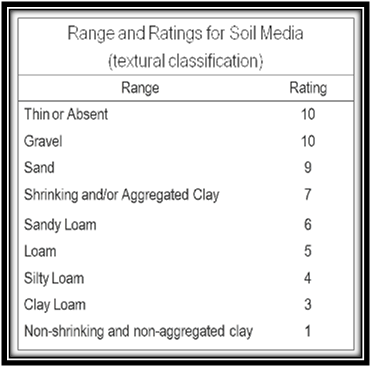 Range and Ratings for Soil Media
(textural classification)
Range Rating
Thin or Absent 10
Gravel 10
Sand 9
Shrinking and/or Aggregated Clay 7
Sandy Loam 6
Loam 5
Silty Loam 4
Clay Loam 3
Non-shrinking and non-aggregated clay 1